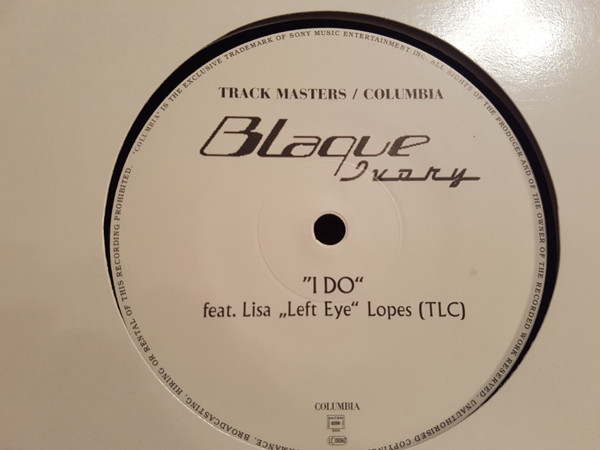 "COLUMBIA" IS THE EXCLUSIVE TRADEMARK OF SONY MUSIC ENTERTAINMENT INC. ALL RIGHTS OF THE PRODUCER AND OF THE OWNER OF THE RECORDED WORK RESERVED. UNAUTHORISED COPYING
PERFORMANCE, BROADCASTING, HIRING OR RENTAL OF THIS RECORDING PROHIBITED.
TRACK MASTERS / COLUMBIA
Blaque
Ivory
"I DO“
feat. Lisa „Left Eye“ Lopes (TLC)
COLUMBIA